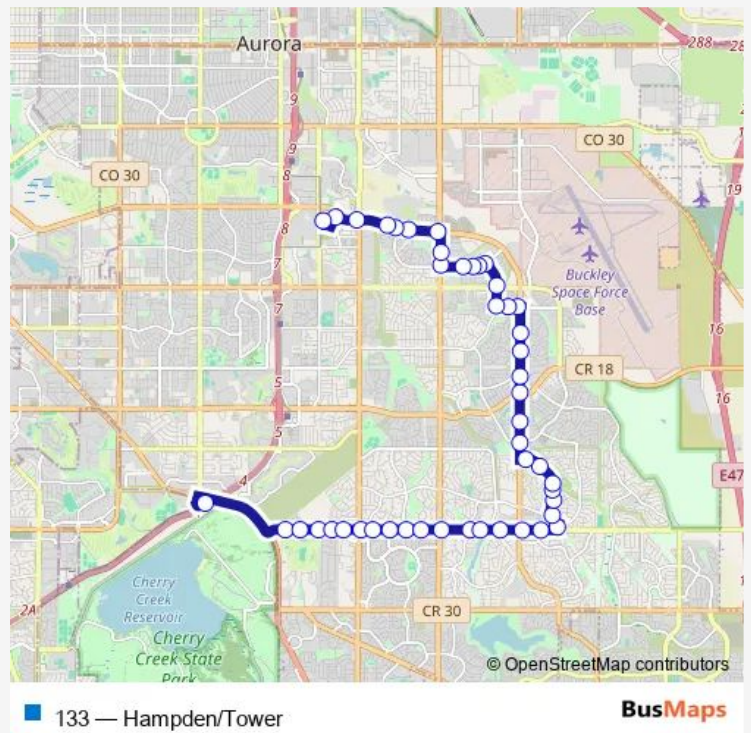 Aurora
288
28
9
CO 30
9
CO 30
8
19
8
7
Buckley
Space Force
Base
7
16
CR 18
5
16
5
4
E47
Cherry
Creek
Reservoir
2A
CR 30
Cherry
Creek State
Park
© OpenStreetMap contributors
133 — Hampden/Tower
BusMaps